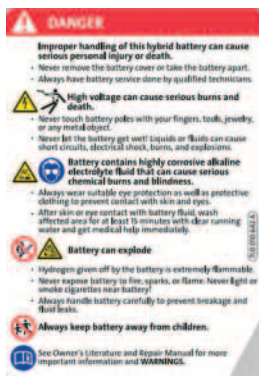 DANGER
Improper handling of this hybrid battery can cause
serious personal injury or death.
· Never remove the battery cover or take the battery apart.
· Always have battery service done by qualified technicians.
High voltage can cause serious burns and
death.
· Never touch battery poles with your fingers, tools, jewelry,
or any metal object.
· Never let the battery get wet! Liquids or fluids can cause
short circuits, electrical shock, burns, and explosions.
Battery contains highly corrosive alkaline
electrolyte fluid that can cause serious
chemical burns and blindness.
· Always wear suitable eye protection as well as protective
clothing to prevent contact with skin and eyes.
· After skin or eye contact with battery fluid, wash
affected area for at least 15 minutes with clear running
water and get medical help immediately.
Battery can explode
· Hydrogen given off by the battery is extremely flammable.
· Never expose battery to fire, sparks, or flame. Never light or
smoke cigarettes near battery!
· Always handle battery carefully to prevent breakage and
fluid leaks.
Always keep battery away from children.
See Owner's Literature and Repair Manual for more
important information and WARNINGS.